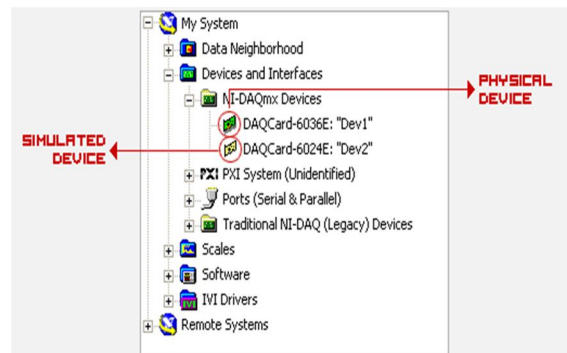 My System
Data Neighborhood
Devices and Interfaces
NI-DAQmx Devices
PHYSICAL
DEVICE
DAQCard-6036E: "Dev1"
SIMULATED
DEVICE
DAQCard-6024E: "Dev2"
PXI PXI System (Unidentified)
Ports (Serial & Parallel)
Traditional NI-DAQ (Legacy) Devices
Scales
Software
IVI IVI Drivers
Remote Systems